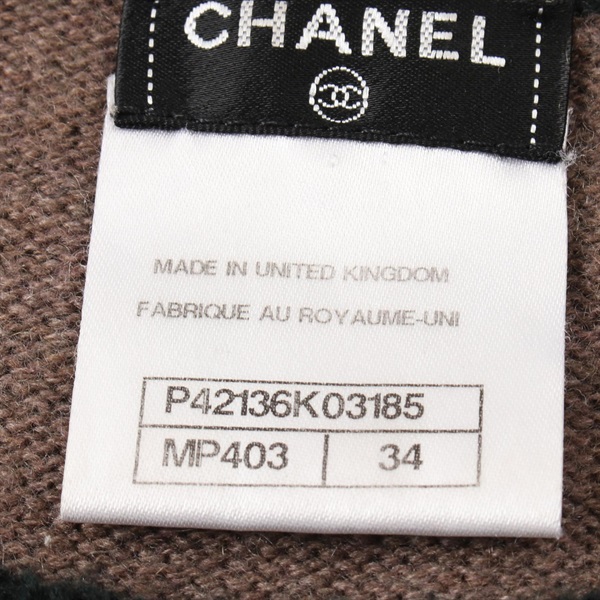 CHANEL
MADE IN UNITED KINGDOM
FABRIQUE AU ROYAUME-UNI
P42136K03185
MP403 34